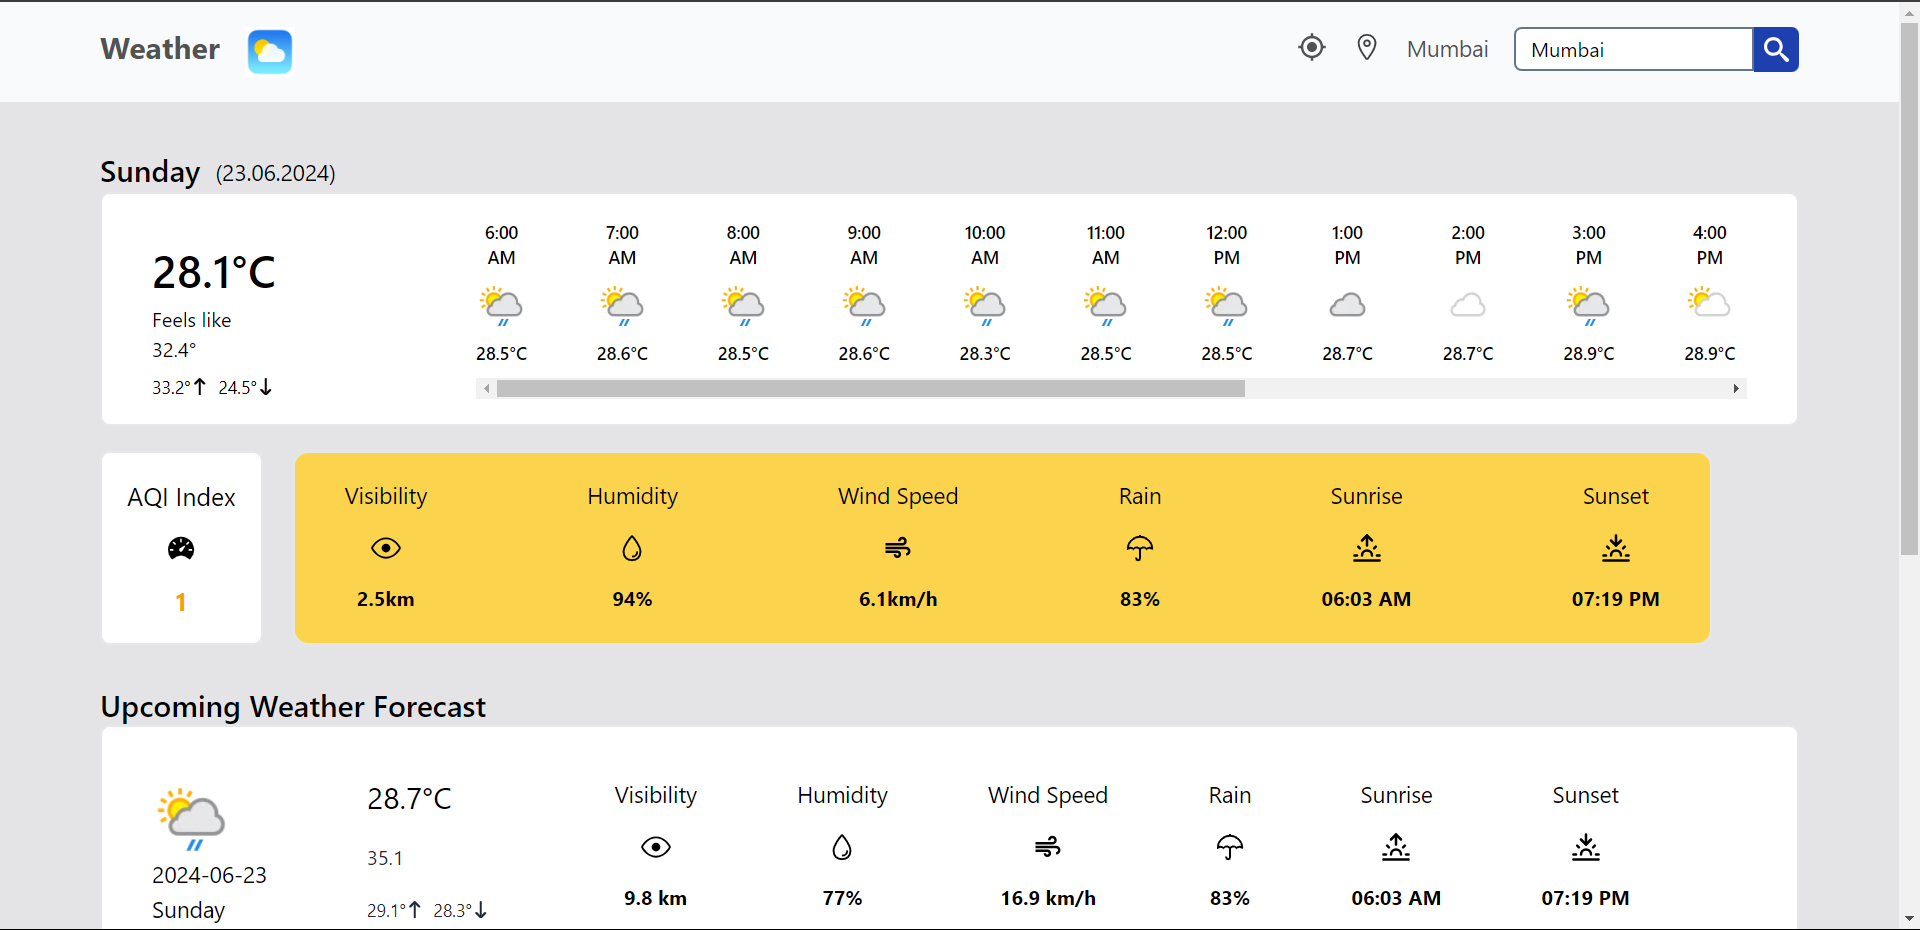 Weather
Mumbai
Mumbai
Sunday (23.06.2024)
28.1°C
Feels like
32.4°
33.2° 24.5°
6:00 AM 7:00 AM 8:00 AM 9:00 AM 10:00 AM 11:00 AM 12:00 PM 1:00 PM 2:00 PM 3:00 PM 4:00 PM
28.5°C 28.6°C 28.5°C 28.6°C 28.3°C 28.5°C 28.5°C 28.7°C 28.7°C 28.9°C 28.9°C
AQI Index
1
Visibility Humidity Wind Speed Rain Sunrise Sunset
2.5km 94% 6.1km/h 83% 06:03 AM 07:19 PM
Upcoming Weather Forecast
2024-06-23
Sunday
28.7°C
35.1
29.1° 28.3°
Visibility Humidity Wind Speed Rain Sunrise Sunset
9.8 km 77% 16.9 km/h 83% 06:03 AM 07:19 PM